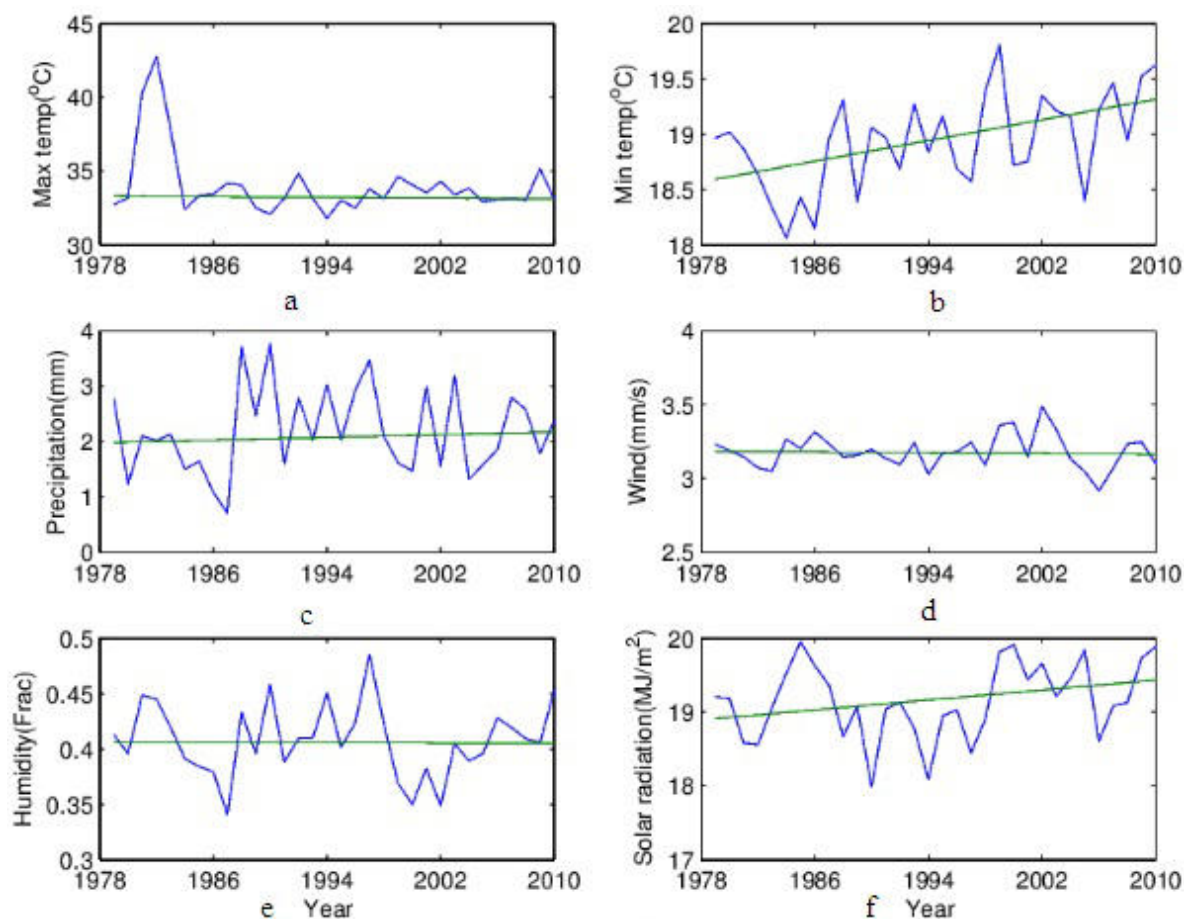 Max temp(°C)
45
40
35
30
1978 1986 1994 2002 2010
a
Min temp(°C)
20
19.5
19
18.5
18
1978 1986 1994 2002 2010
b
Precipitation(mm)
4
3
2
1
0
1978 1986 1994 2002 2010
c
Wind(mm/s)
4
3.5
3
2.5
1978 1986 1994 2002 2010
d
Humidity(Frac)
0.5
0.45
0.4
0.35
0.3
1978 1986 1994 2002 2010
e Year
Solar radiation(MJ/m²)
20
19
18
17
1978 1986 1994 2002 2010
f Year